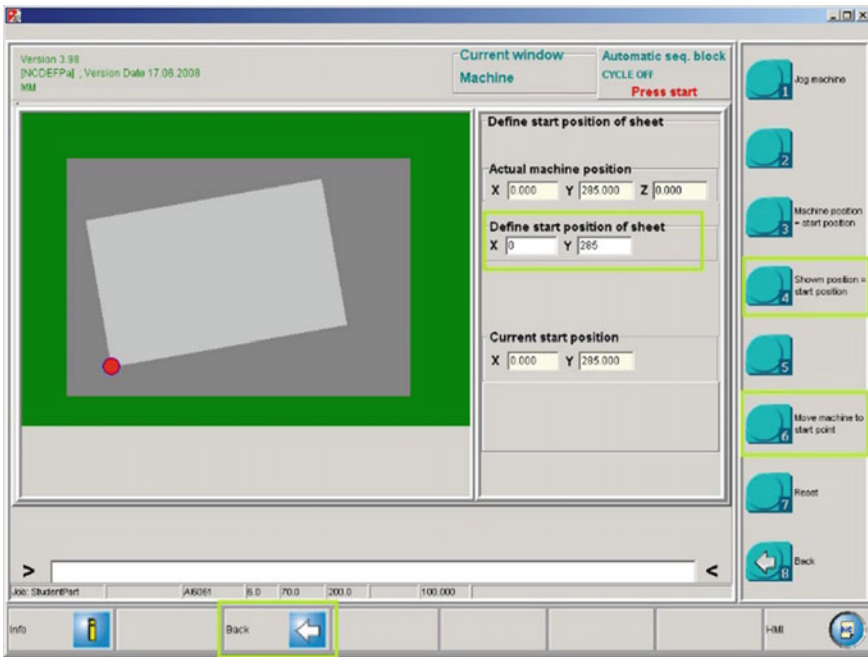 Version 3.98
[NCDEFPa] , Version Date 17.06.2008
MM
Current window
Machine
Automatic seq. block
CYCLE OFF
Press start
Define start position of sheet
Actual machine position
X 0.000 Y 285.000 Z 0.000
Define start position of sheet
X 0 Y 285
Current start position
X 0.000 Y 285.000
1 Jog machine
2
3 Machine position = start position
4 Shown position = start position
5
6 Move machine to start point
7 Reset
8 Back
> <
Job: StudentPart Al6061 6.0 70.0 200.0 100.000
Info i Back HMI